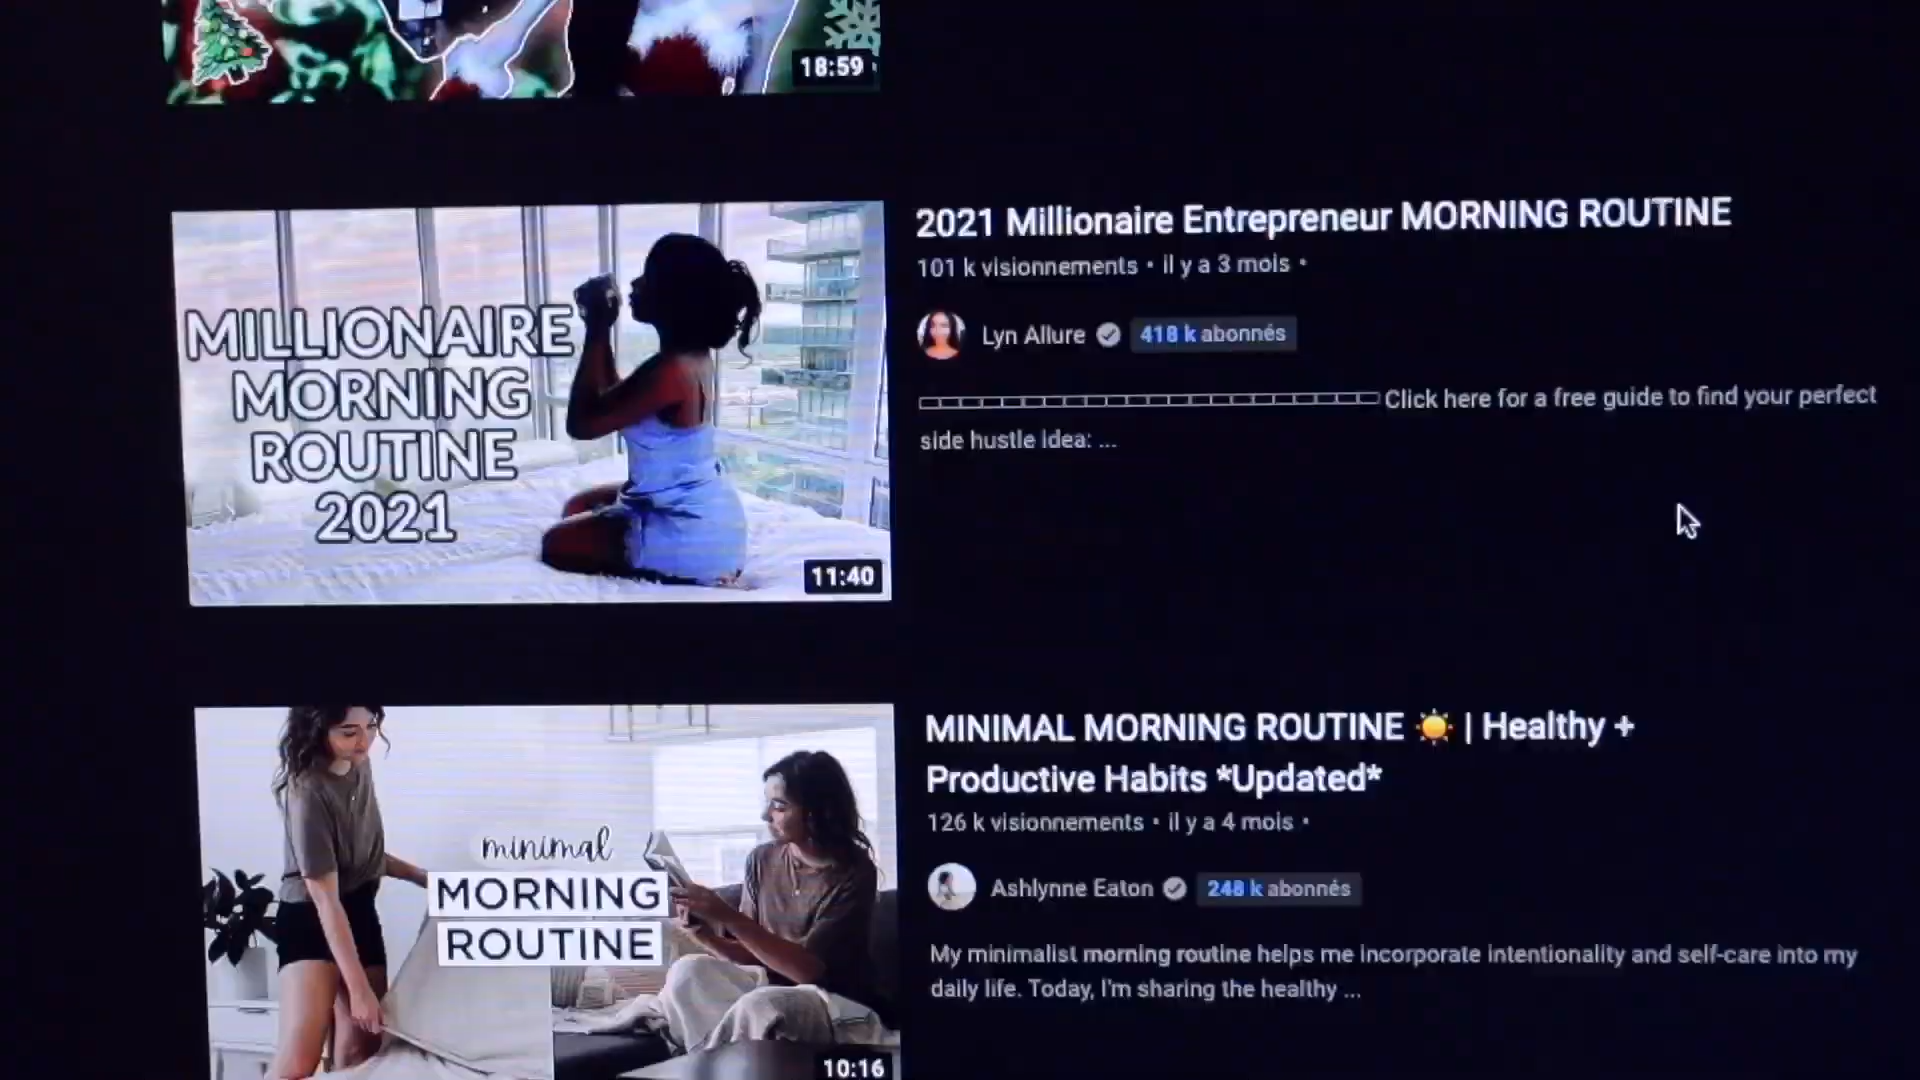 18:59
MILLIONAIRE
MORNING
ROUTINE
2021
11:40
2021 Millionaire Entrepreneur MORNING ROUTINE
101 k visionnements • il y a 3 mois •
Lyn Allure 418 k abonnés
Click here for a free guide to find your perfect
side hustle idea: ...
minimal
MORNING
ROUTINE
10:16
MINIMAL MORNING ROUTINE ☀️ | Healthy +
Productive Habits *Updated*
126 k visionnements • il y a 4 mois •
Ashlynne Eaton 248 k abonnés
My minimalist morning routine helps me incorporate intentionality and self-care into my
daily life. Today, I'm sharing the healthy ...